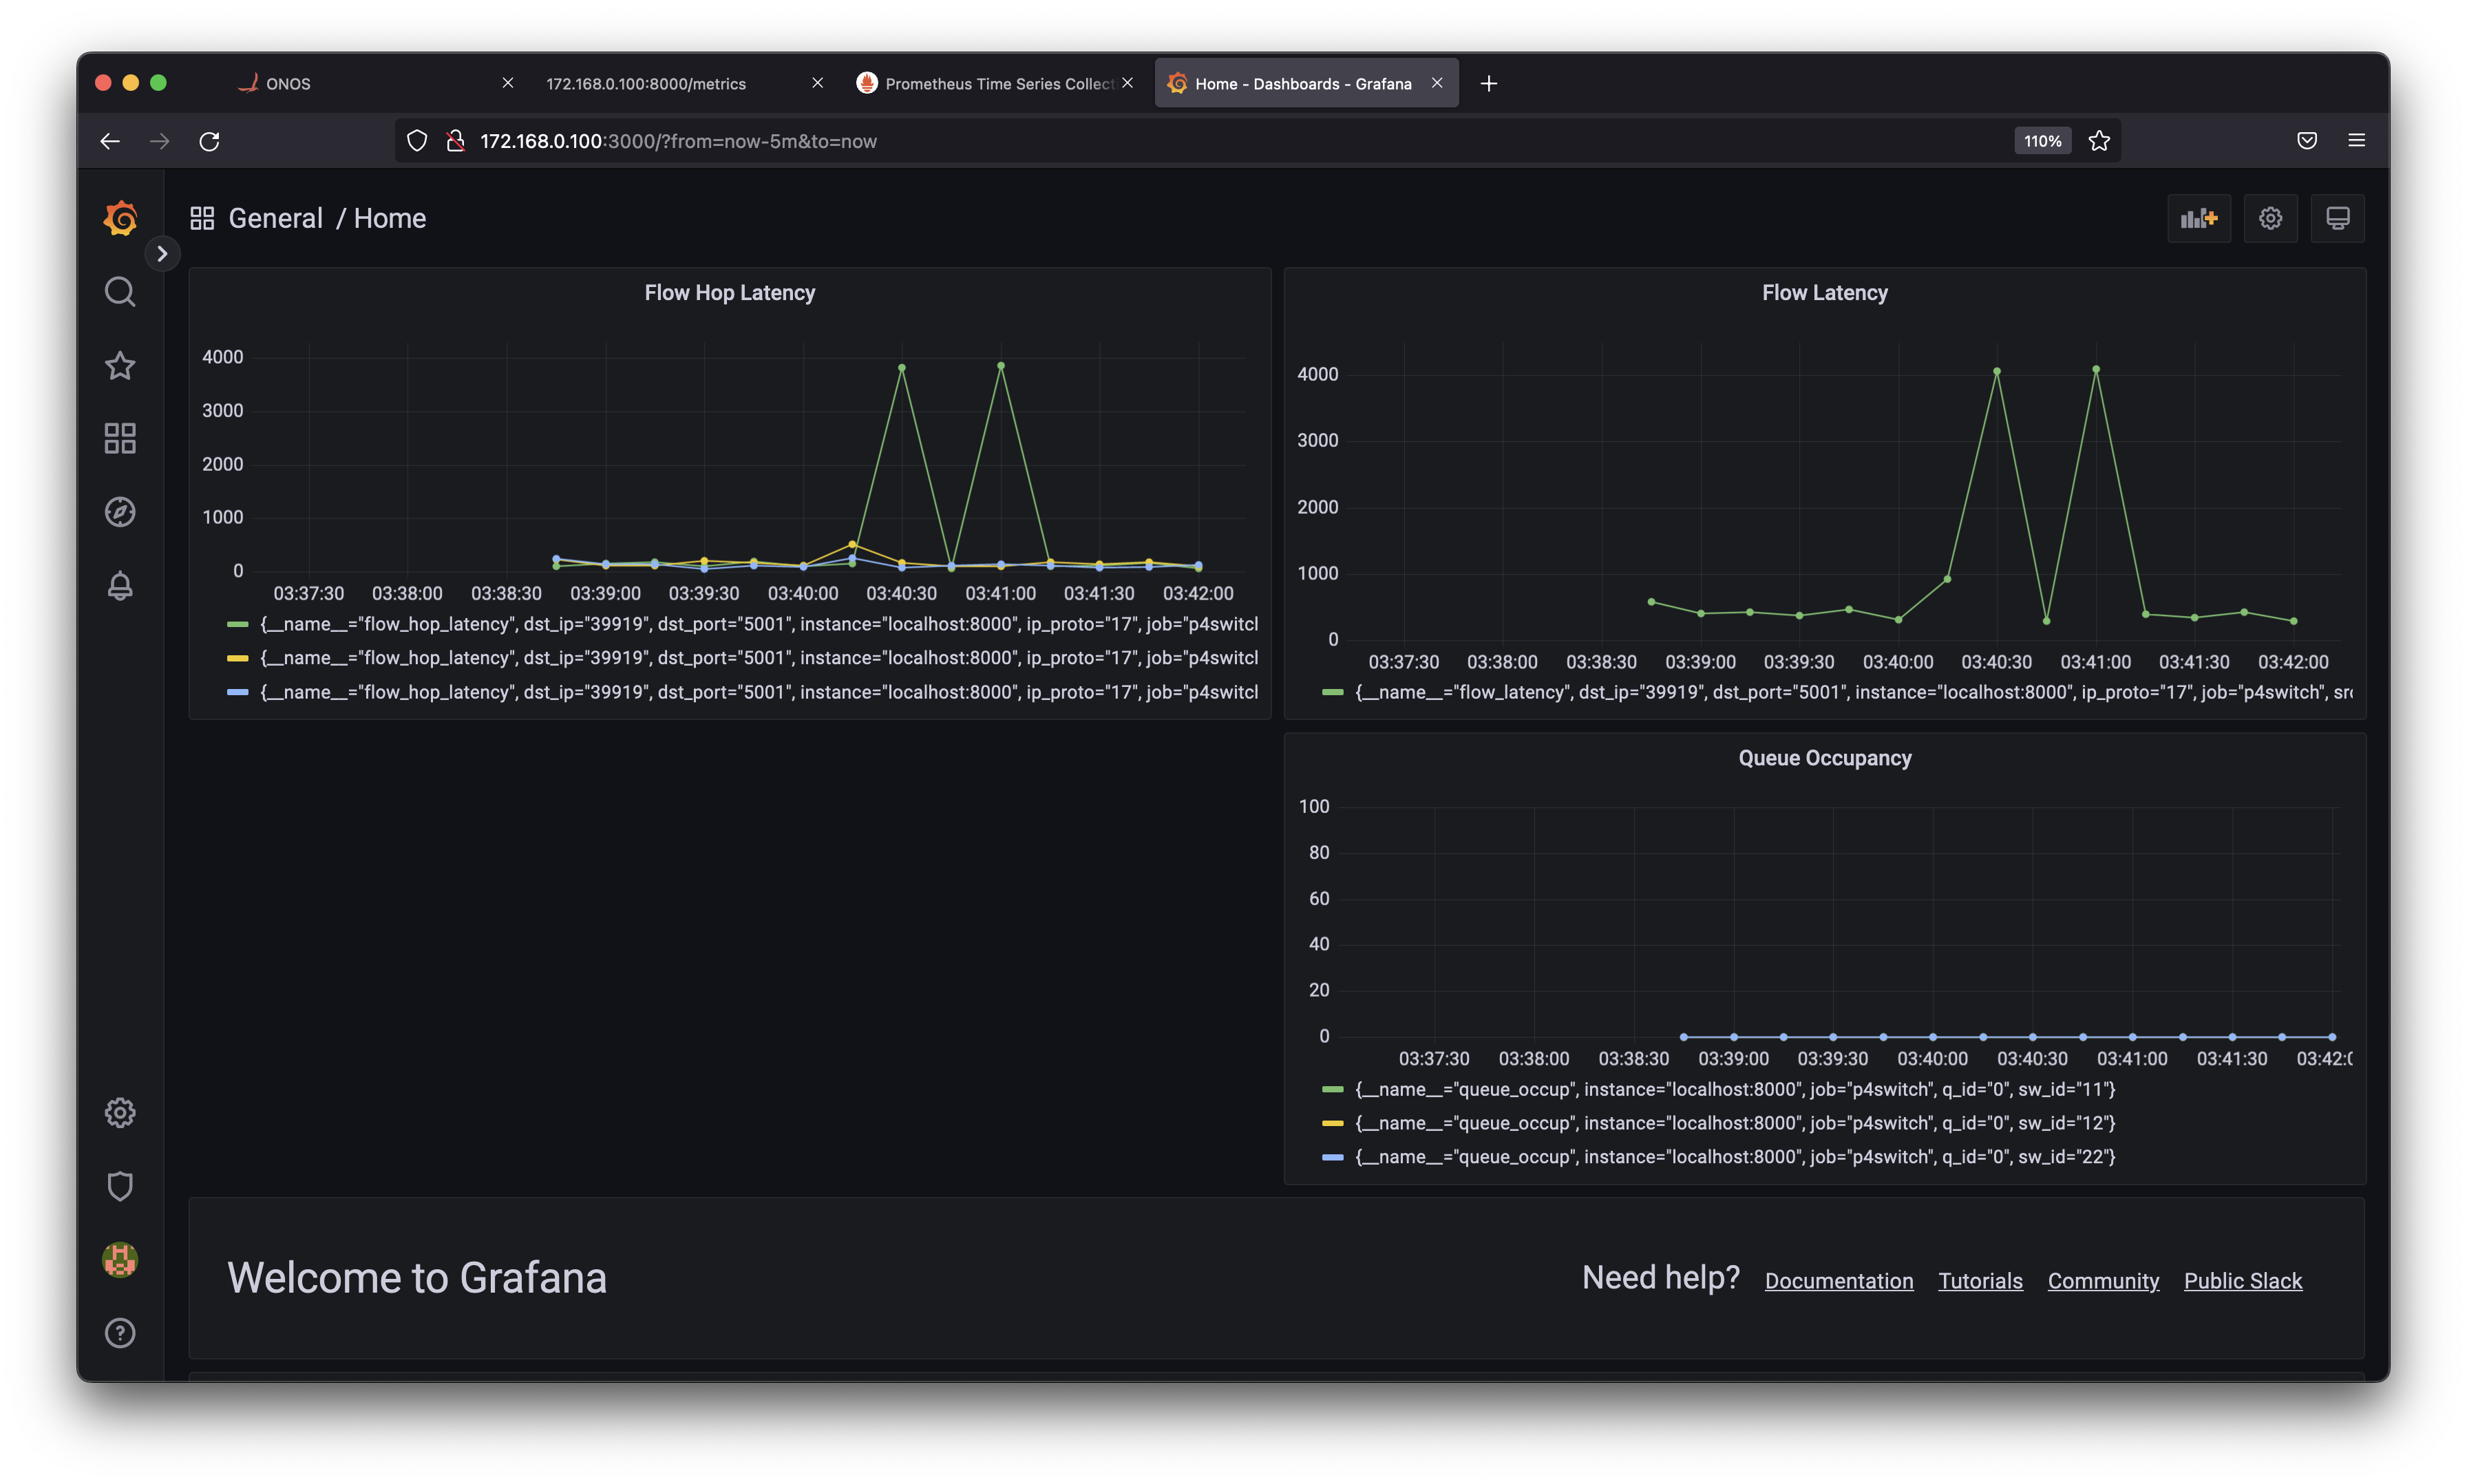 ONOS
172.168.0.100:8000/metrics
Prometheus Time Series Collect
Home - Dashboards - Grafana
172.168.0.100:3000/?from=now-5m&to=now
110%
General / Home
Flow Hop Latency
4000
3000
2000
1000
0
03:37:30 03:38:00 03:38:30 03:39:00 03:39:30 03:40:00 03:40:30 03:41:00 03:41:30 03:42:00
{__name__="flow_hop_latency", dst_ip="39919", dst_port="5001", instance="localhost:8000", ip_proto="17", job="p4switcl
{__name__="flow_hop_latency", dst_ip="39919", dst_port="5001", instance="localhost:8000", ip_proto="17", job="p4switcl
{__name__="flow_hop_latency", dst_ip="39919", dst_port="5001", instance="localhost:8000", ip_proto="17", job="p4switcl
Flow Latency
4000
3000
2000
1000
0
03:37:30 03:38:00 03:38:30 03:39:00 03:39:30 03:40:00 03:40:30 03:41:00 03:41:30 03:42:00
{__name__="flow_latency", dst_ip="39919", dst_port="5001", instance="localhost:8000", ip_proto="17", job="p4switch", src
Queue Occupancy
100
80
60
40
20
0
03:37:30 03:38:00 03:38:30 03:39:00 03:39:30 03:40:00 03:40:30 03:41:00 03:41:30 03:42:0
{__name__="queue_occup", instance="localhost:8000", job="p4switch", q_id="0", sw_id="11"}
{__name__="queue_occup", instance="localhost:8000", job="p4switch", q_id="0", sw_id="12"}
{__name__="queue_occup", instance="localhost:8000", job="p4switch", q_id="0", sw_id="22"}
Welcome to Grafana
Need help? Documentation Tutorials Community Public Slack